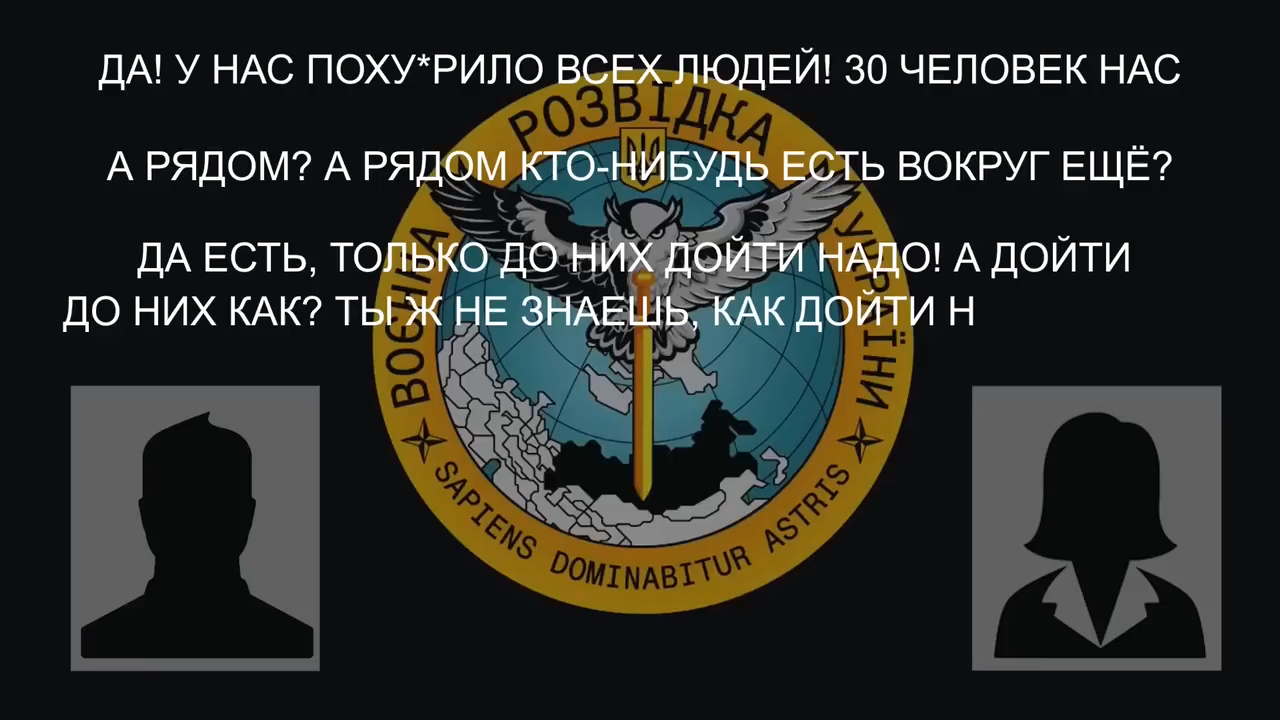 ДА! У НАС ПОХУ*РИЛО ВСЕХ ЛЮДЕЙ! 30 ЧЕЛОВЕК НАС
А РЯДОМ? А РЯДОМ КТО-НИБУДЬ ЕСТЬ ВОКРУГ ЕЩЁ?
ДА ЕСТЬ, ТОЛЬКО ДО НИХ ДОЙТИ НАДО! А ДОЙТИ
ДО НИХ КАК? ТЫ Ж НЕ ЗНАЕШЬ, КАК ДОЙТИ Н
ВОЄННА РОЗВІДКА УКРАЇНИ
SAPIENS DOMINABITUR ASTRIS